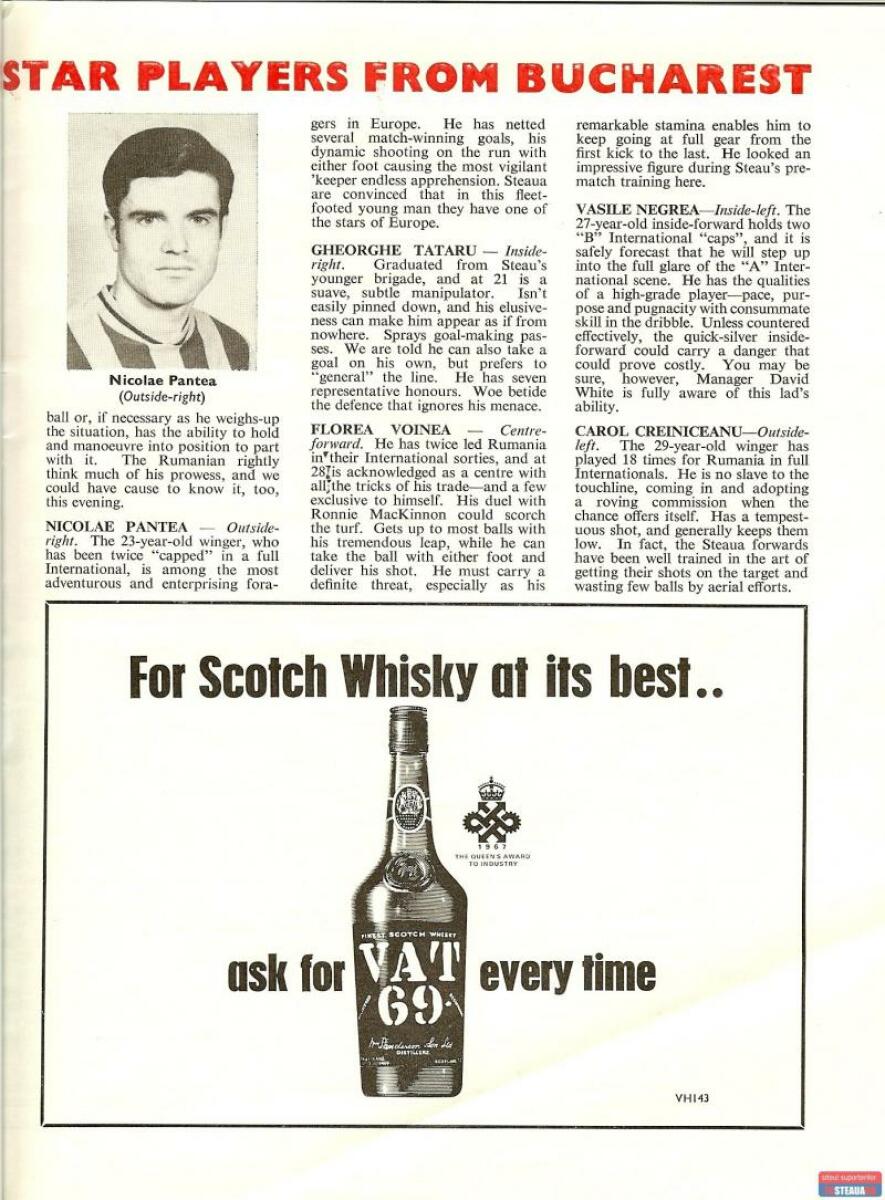 STAR PLAYERS FROM BUCHAREST
Nicolae Pantea
(Outside-right)
ball or, if necessary as he weighs-up
the situation, has the ability to hold
and manoeuvre into position to part
with it. The Rumanian rightly
think much of his prowess, and we
could have cause to know it, too,
this evening.
NICOLAE PANTEA — Outside-
right. The 23-year-old winger, who
has been twice “capped” in a full
International, is among the most
adventurous and enterprising fora-
gers in Europe. He has netted
several match-winning goals, his
dynamic shooting on the run with
either foot causing the most vigilant
’keeper endless apprehension. Steaua
are convinced that in this fleet-
footed young man they have one of
the stars of Europe.
GHEORGHE TATARU — Inside-
right. Graduated from Steau’s
younger brigade, and at 21 is a
suave, subtle manipulator. Isn’t
easily pinned down, and his elusive-
ness can make him appear as if from
nowhere. Sprays goal-making pas-
ses. We are told he can also take a
goal on his own, but prefers to
“general” the line. He has seven
representative honours. Woe betide
the defence that ignores his menace.
FLOREA VOINEA — Centre-
forward. He has twice led Rumania
in their International sorties, and at
28 is acknowledged as a centre with
all the tricks of his trade—and a few
exclusive to himself. His duel with
Ronnie MacKinnon could scorch
the turf. Gets up to most balls with
his tremendous leap, while he can
take the ball with either foot and
deliver his shot. He must carry a
definite threat, especially as his
remarkable stamina enables him to
keep going at full gear from the
first kick to the last. He looked an
impressive figure during Steau’s pre-
match training here.
VASILE NEGREA—Inside-left. The
27-year-old inside-forward holds two
“B” International “caps”, and it is
safely forecast that he will step up
into the full glare of the “A” Inter-
national scene. He has the qualities
of a high-grade player—pace, pur-
pose and pugnacity with consummate
skill in the dribble. Unless countered
effectively, the quick-silver inside-
forward could carry a danger that
could prove costly. You may be
sure, however, Manager David
White is fully aware of this lad’s
ability.
CAROL CREINICEANU—Outside-
left. The 29-year-old winger has
played 18 times for Rumania in full
Internationals. He is no slave to the
touchline, coming in and adopting
a roving commission when the
chance offers itself. Has a tempest-
uous shot, and generally keeps them
low. In fact, the Steaua forwards
have been well trained in the art of
getting their shots on the target and
wasting few balls by aerial efforts.
For Scotch Whisky at its best..
1967
THE QUEEN'S AWARD
TO INDUSTRY
FINEST SCOTCH WHISKY
ask for VAT 69 every time
Wm Sanderson & Son Ltd
DISTILLERS
VH143
siteul suporterilor
STEAUA